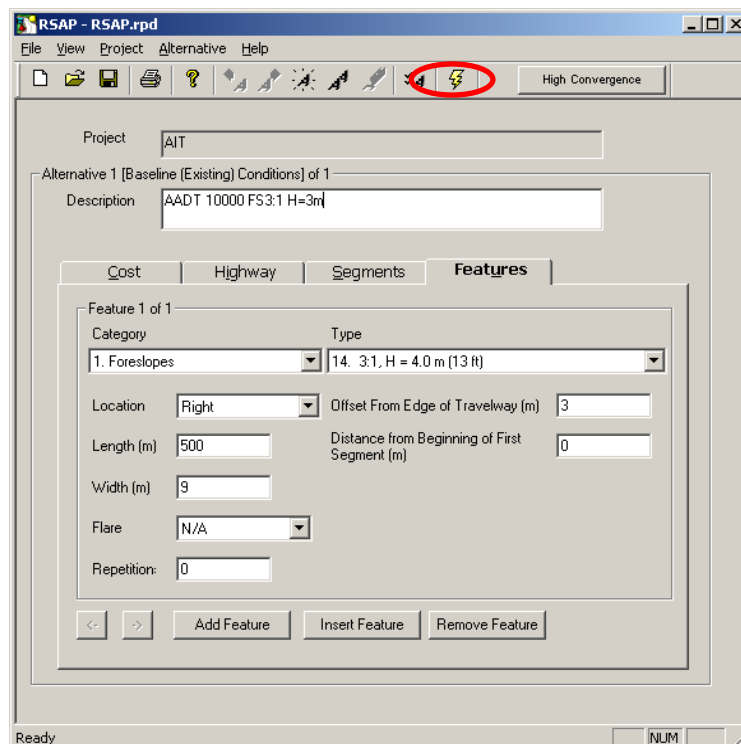 RSAP - RSAP.rpd
File View Project Alternative Help
High Convergence
Project AIT
Alternative 1 [Baseline (Existing) Conditions] of 1
Description AADT 10000 FS3:1 H=3m
Cost Highway Segments Features
Feature 1 of 1
Category Type
1. Foreslopes 14. 3:1, H = 4.0 m (13 ft)
Location Right Offset From Edge of Travelway (m) 3
Length (m) 500 Distance from Beginning of First Segment (m) 0
Width (m) 9
Flare N/A
Repetition: 0
<- -> Add Feature Insert Feature Remove Feature
Ready NUM